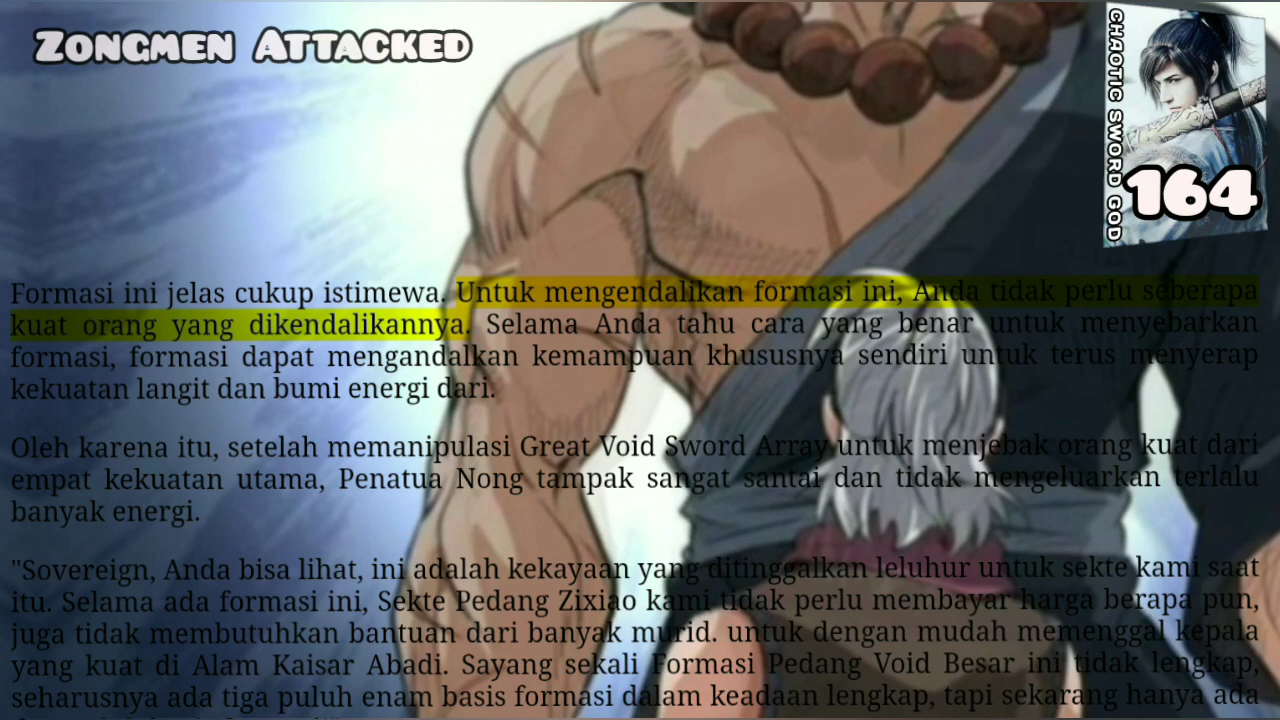 Zongmen Attacked
CHAOTIC SWORD GOD
164
Formasi ini jelas cukup istimewa. Untuk mengendalikan formasi ini, Anda tidak perlu seberapa
kuat orang yang dikendalikannya. Selama Anda tahu cara yang benar untuk menyebarkan
formasi, formasi dapat mengandalkan kemampuan khususnya sendiri untuk terus menyerap
kekuatan langit dan bumi energi dari.
Oleh karena itu, setelah memanipulasi Great Void Sword Array untuk menjebak orang kuat dari
empat kekuatan utama, Penatua Nong tampak sangat santai dan tidak mengeluarkan terlalu
banyak energi.
"Sovereign, Anda bisa lihat, ini adalah kekayaan yang ditinggalkan leluhur untuk sekte kami saat
itu. Selama ada formasi ini, Sekte Pedang Zixiao kami tidak perlu membayar harga berapa pun,
juga tidak membutuhkan bantuan dari banyak murid. untuk dengan mudah memenggal kepala
yang kuat di Alam Kaisar Abadi. Sayang sekali Formasi Pedang Void Besar ini tidak lengkap,
seharusnya ada tiga puluh enam basis formasi dalam keadaan lengkap, tapi sekarang hanya ada